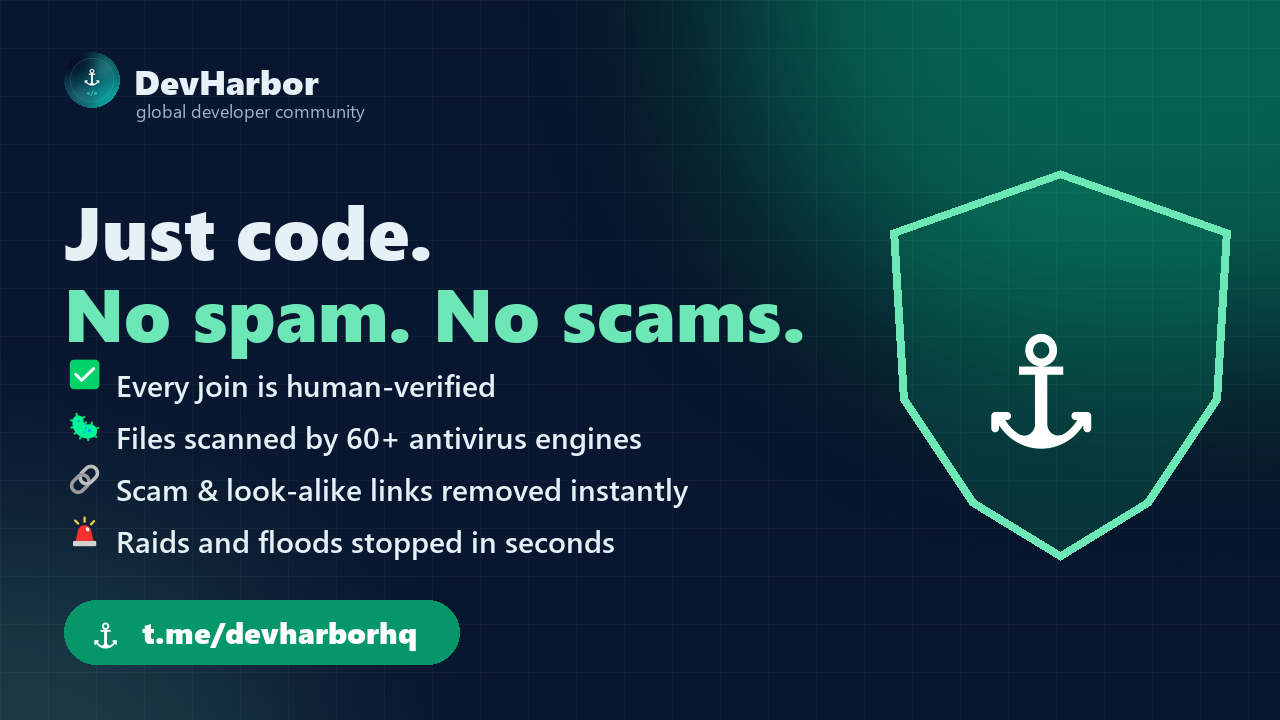 DevHarbor
global developer community
Just code.
No spam. No scams.
Every join is human-verified
Files scanned by 60+ antivirus engines
Scam & look-alike links removed instantly
Raids and floods stopped in seconds
t.me/devharborhq